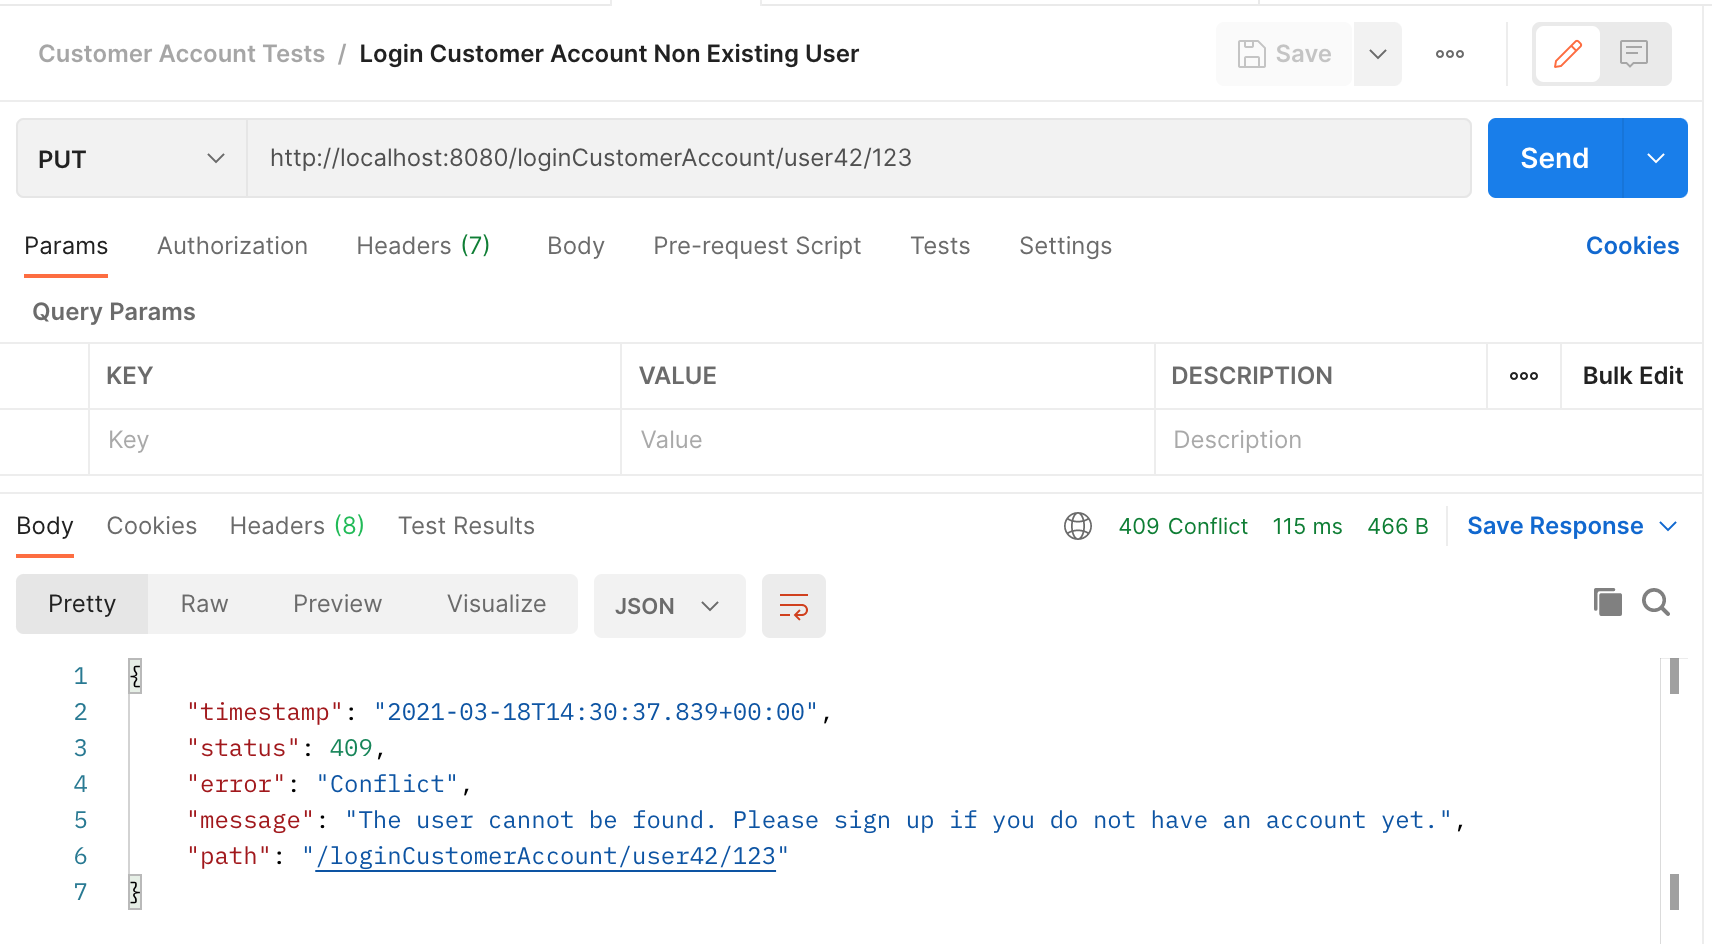 Customer Account Tests / Login Customer Account Non Existing User
Save
PUT
http://localhost:8080/loginCustomerAccount/user42/123
Send
Params Authorization Headers (7) Body Pre-request Script Tests Settings Cookies
Query Params
KEY VALUE DESCRIPTION Bulk Edit
Key Value Description
Body Cookies Headers (8) Test Results 409 Conflict 115 ms 466 B Save Response
Pretty Raw Preview Visualize JSON
1 {
2 "timestamp": "2021-03-18T14:30:37.839+00:00",
3 "status": 409,
4 "error": "Conflict",
5 "message": "The user cannot be found. Please sign up if you do not have an account yet.",
6 "path": "/loginCustomerAccount/user42/123"
7 }